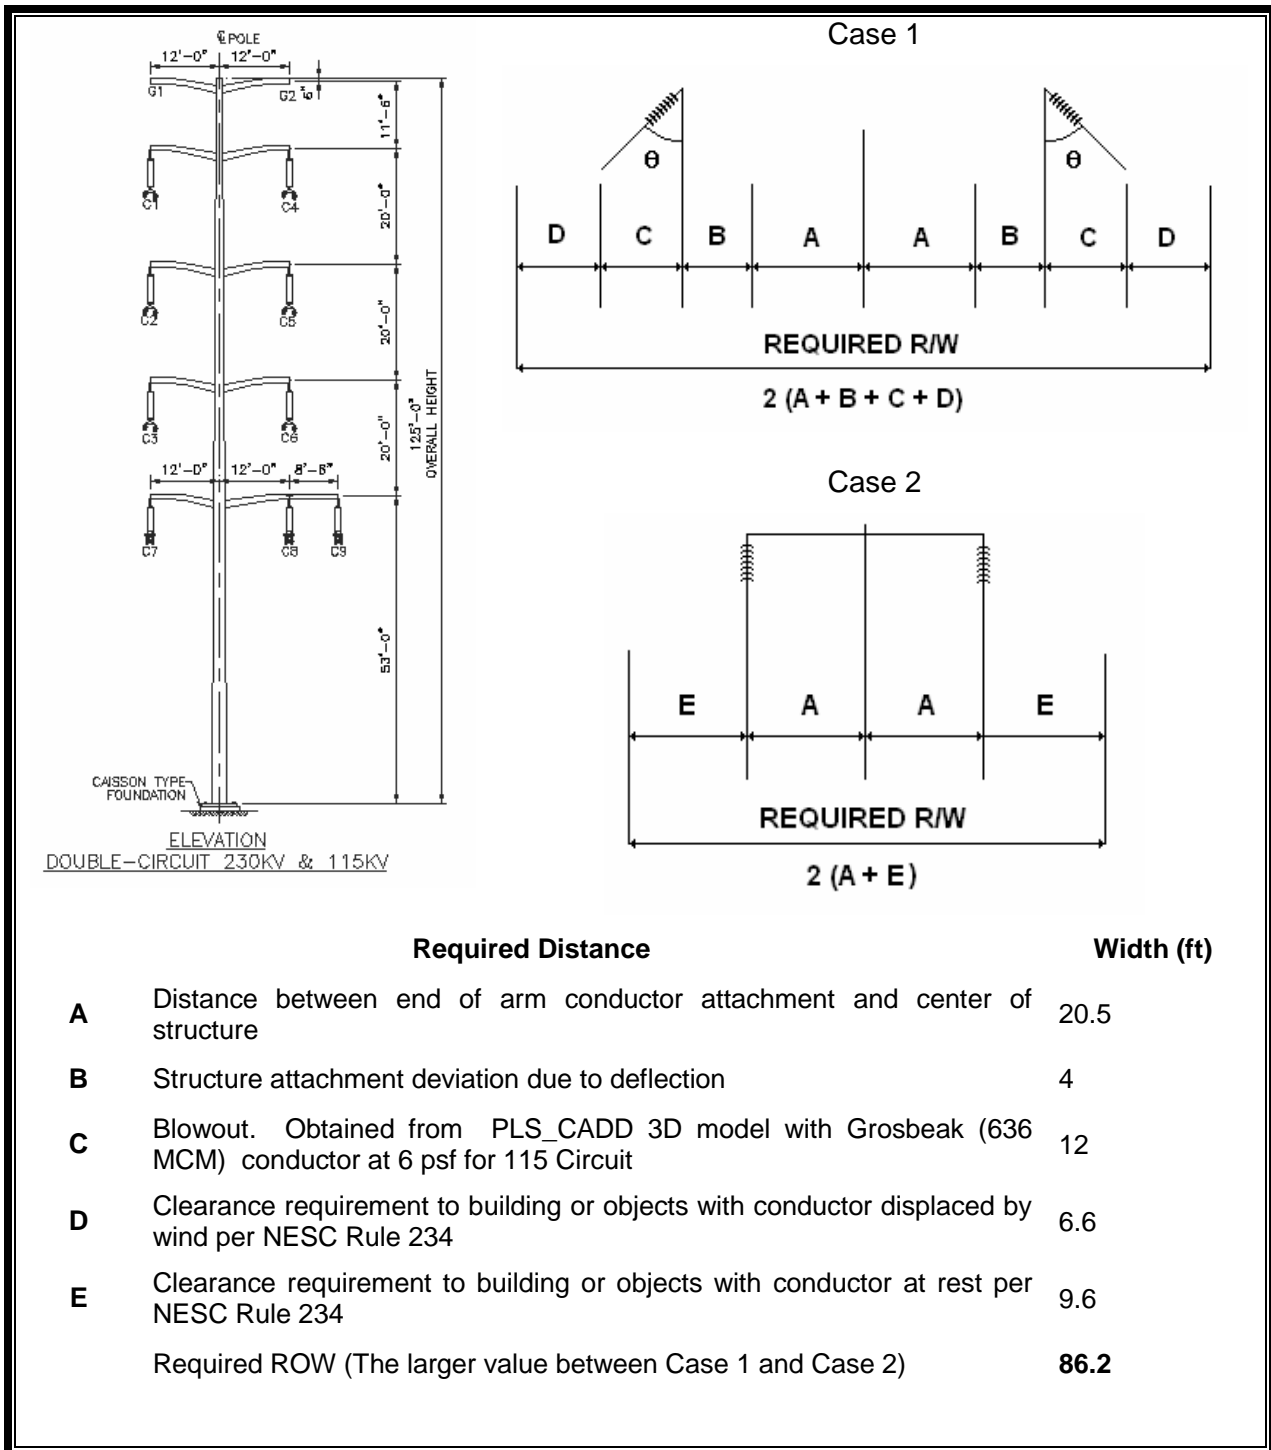 ℄ POLE
12'-0" 12'-0"
G1 G2 6"
11'-6"
C1 C4
20'-0"
C2 C5
20'-0"
C3 C6
20'-0"
125'-0"
OVERALL HEIGHT
12'-0" 12'-0" 8'-6"
C7 C8 C9
53'-0"
CAISSON TYPE
FOUNDATION
ELEVATION
DOUBLE-CIRCUIT 230KV & 115KV
Case 1
θ θ
D C B A A B C D
REQUIRED R/W
2 (A + B + C + D)
Case 2
E A A E
REQUIRED R/W
2 (A + E)
Required Distance Width (ft)
A Distance between end of arm conductor attachment and center of
structure 20.5
B Structure attachment deviation due to deflection 4
C Blowout. Obtained from PLS_CADD 3D model with Grosbeak (636
MCM) conductor at 6 psf for 115 Circuit 12
D Clearance requirement to building or objects with conductor displaced by
wind per NESC Rule 234 6.6
E Clearance requirement to building or objects with conductor at rest per
NESC Rule 234 9.6
Required ROW (The larger value between Case 1 and Case 2) 86.2